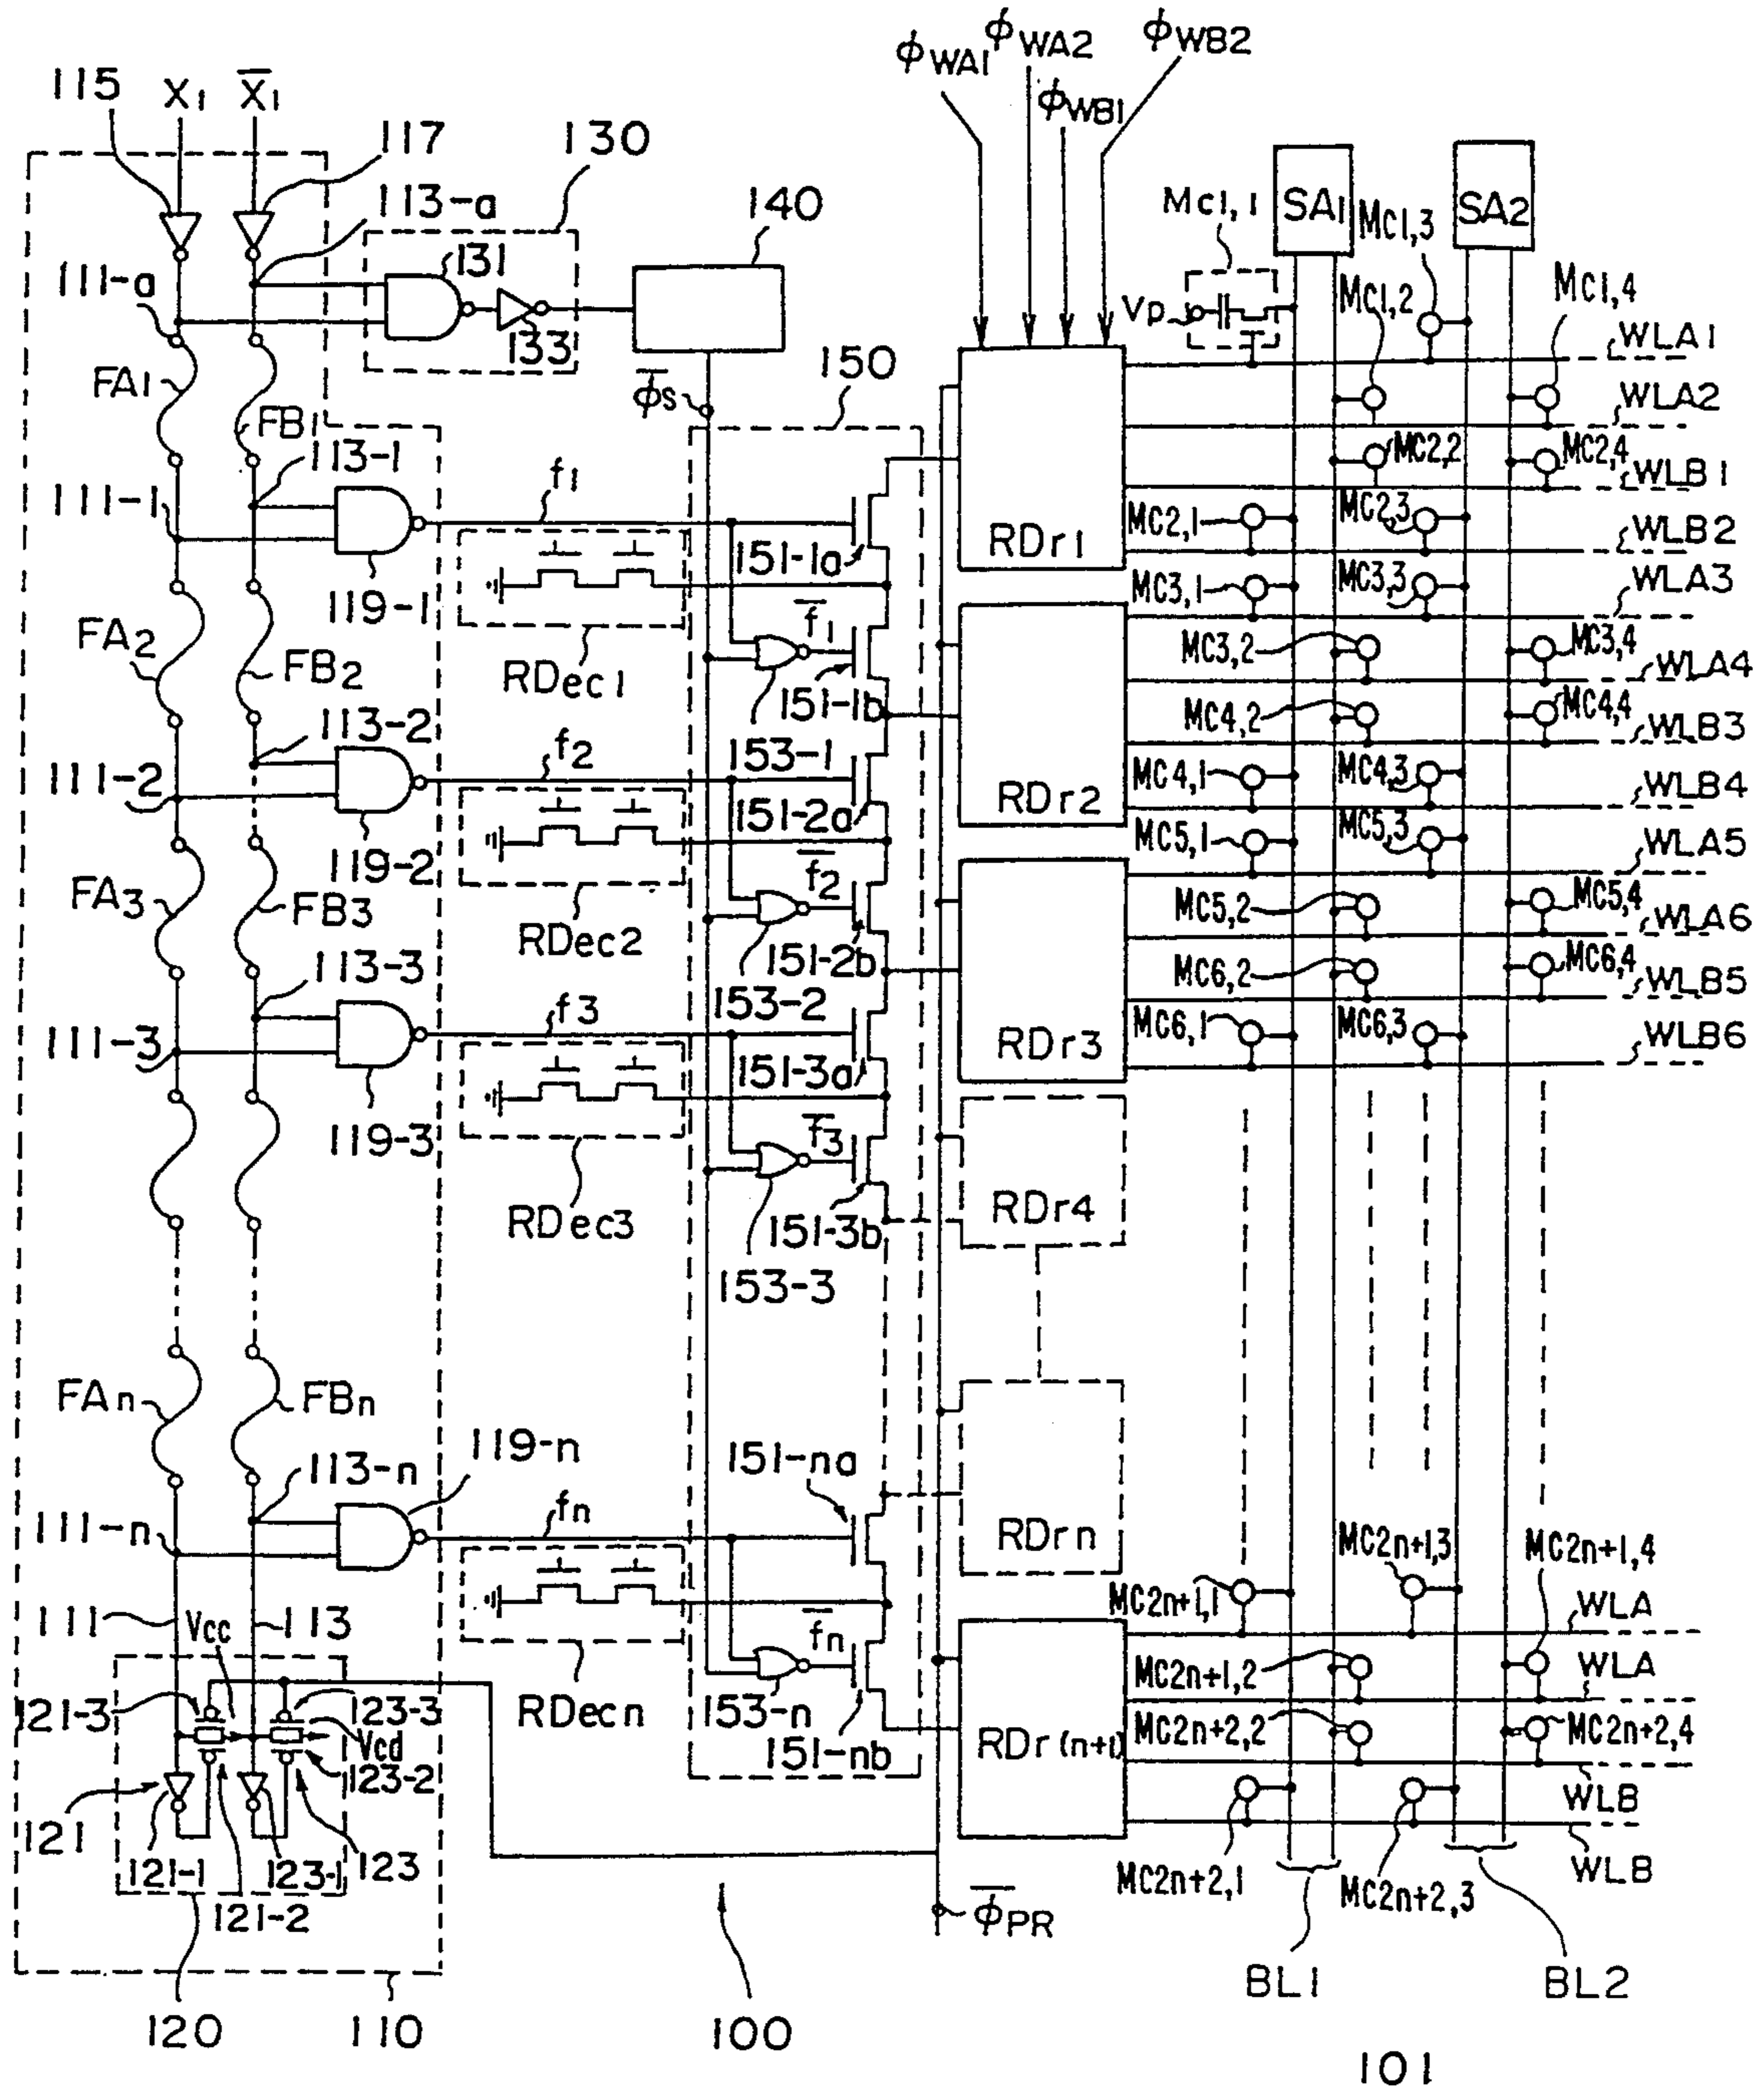 ϕWA1 ϕWA2 ϕWB1 ϕWB2
115 X1 X̅1 117 130
113-a 140
111-a 131 133
Mc1,1 SA1 Mc1,3 SA2
Vp Mc1,2 Mc1,4
WLA1
FA1 FB1 ϕ̅s 150
WLA2
MC2,2 MC2,4 WLB1
113-1 f1
111-1 119-1 151-1a RDr1
MC2,1 MC2,3 WLB2
RDec1 f̅1
MC3,1 MC3,3 WLA3
FA2 FB2 151-1b
MC3,2 MC3,4 WLA4
113-2 f2 153-1
MC4,2 MC4,4 WLB3
111-2 119-2 151-2a RDr2
MC4,1 MC4,3 WLB4
RDec2 f̅2
MC5,1 MC5,3 WLA5
FA3 FB3 151-2b
MC5,2 MC5,4 WLA6
113-3 f3 153-2
MC6,2 MC6,4 WLB5
111-3 119-3 151-3a RDr3
MC6,1 MC6,3 WLB6
RDec3 f̅3
151-3b RDr4
153-3
FAn FBn
113-n 119-n fn 151-na
111-n RDrn
MC2n+1,3 MC2n+1,4
111 Vcc 113 f̅n
MC2n+1,1 WLA
121-3 123-3 Vcd 123-2
RDecn 153-n 151-nb RDr(n+1)
MC2n+1,2 WLA
MC2n+2,2 MC2n+2,4
WLB
121 121-1 121-2 123-1 123
MC2n+2,1 MC2n+2,3 WLB
ϕ̅PR
BL1 BL2
120 110 100
101